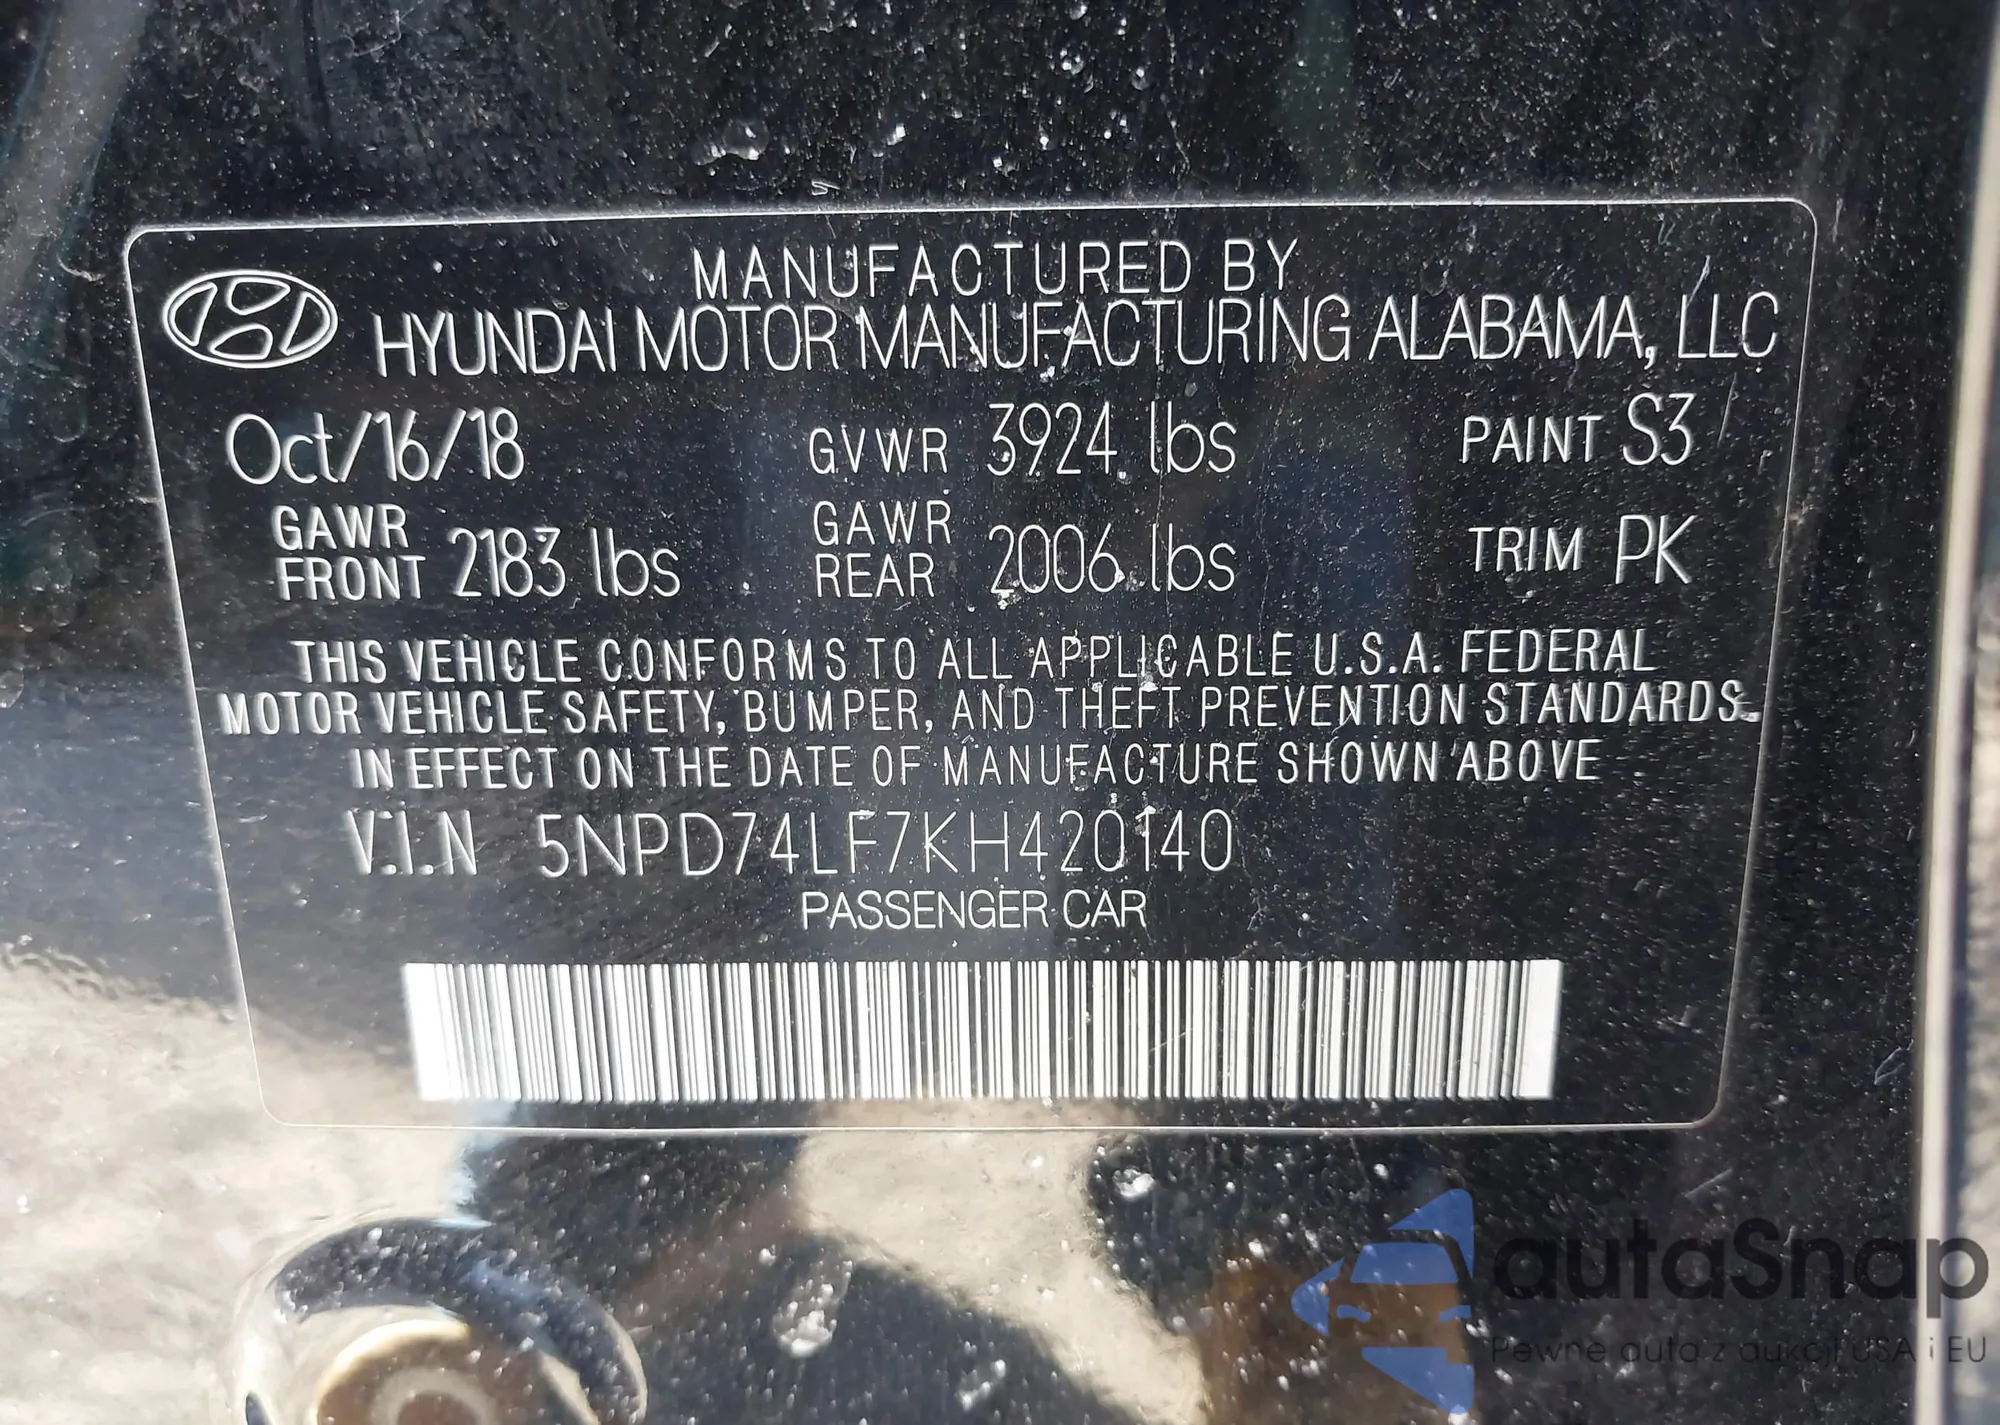 MANUFACTURED BY
HYUNDAI MOTOR MANUFACTURING ALABAMA, LLC
Oct/16/18 GVWR 3924 lbs PAINT S3
GAWR FRONT 2183 lbs GAWR REAR 2006 lbs TRIM PK
THIS VEHICLE CONFORMS TO ALL APPLICABLE U.S.A. FEDERAL
MOTOR VEHICLE SAFETY, BUMPER, AND THEFT PREVENTION STANDARDS
IN EFFECT ON THE DATE OF MANUFACTURE SHOWN ABOVE
V.I.N 5NPD74LF7KH420140
PASSENGER CAR
autaSnap
Pewne auto z aukcji USA i EU